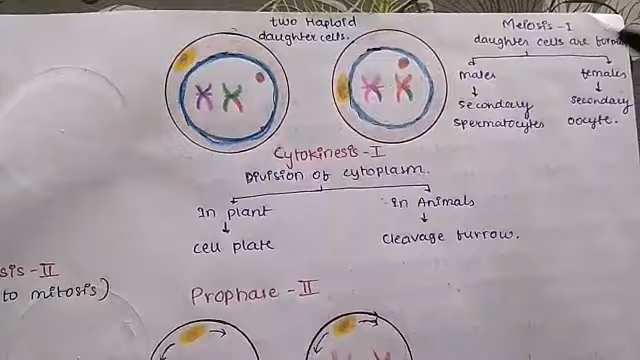 two Haploid
daughter cells.
Meiosis-I
daughter cells are
males
females
secondary
spermatocytes
secondary
oocyte.
Cytokinesis-I
Division of cytoplasm.
In plant
In Animals
cell plate
cleavage furrow.
sis-II
to mitosis)
Prophase-II